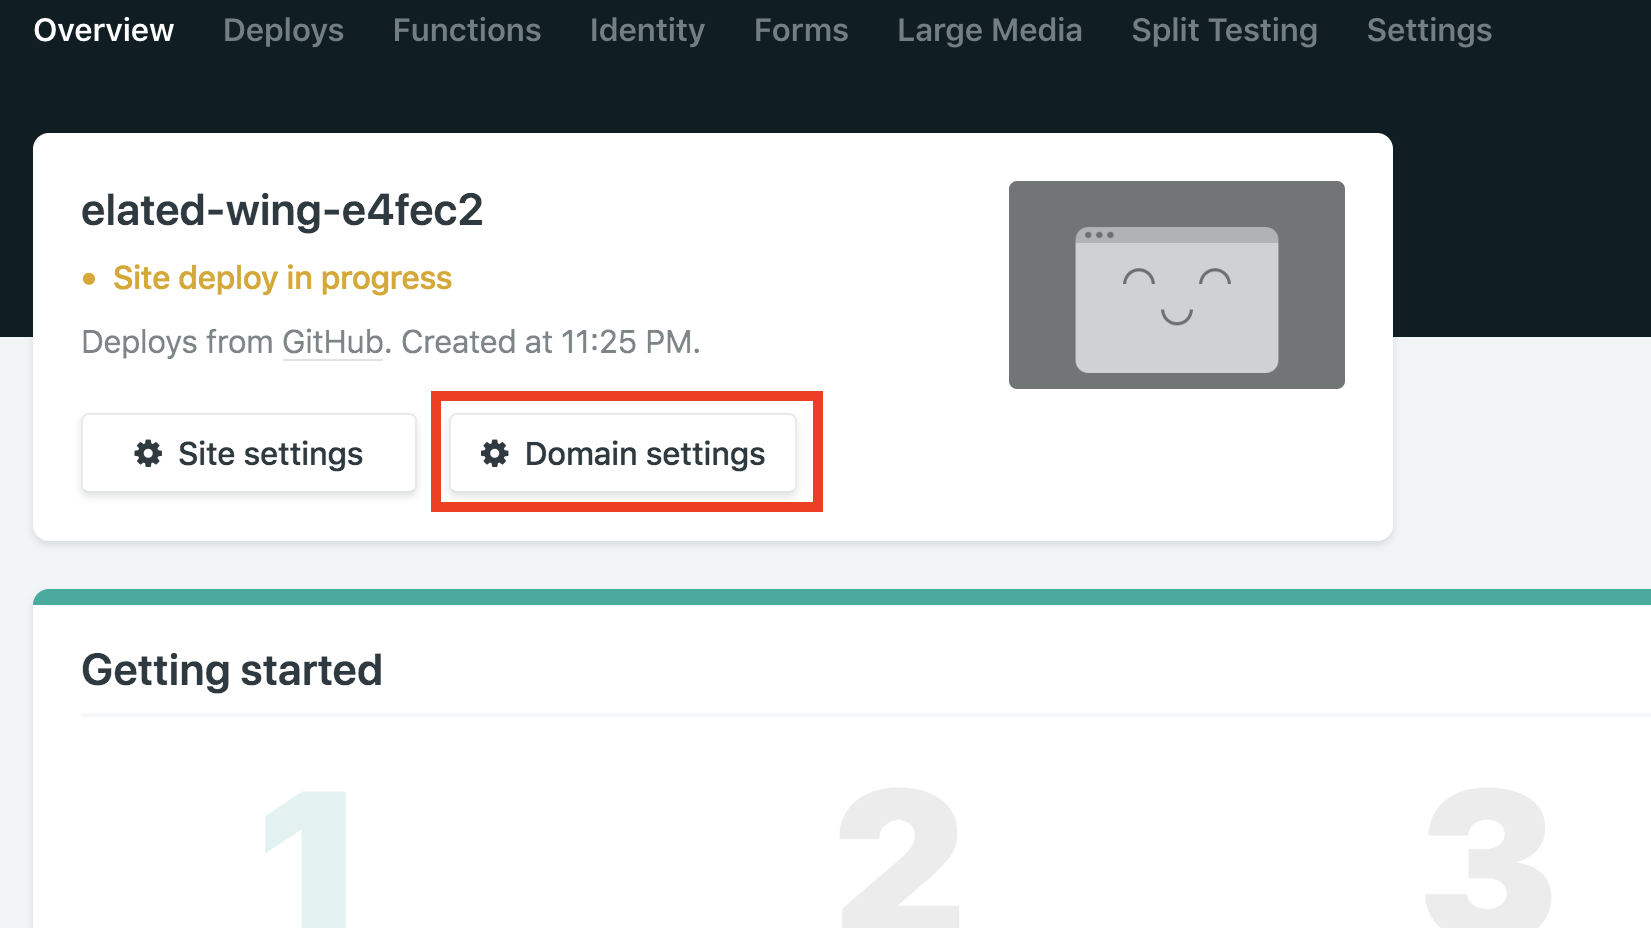 Overview Deploys Functions Identity Forms Large Media Split Testing Settings
elated-wing-e4fec2
Site deploy in progress
Deploys from GitHub. Created at 11:25 PM.
Site settings Domain settings
Getting started
1 2 3